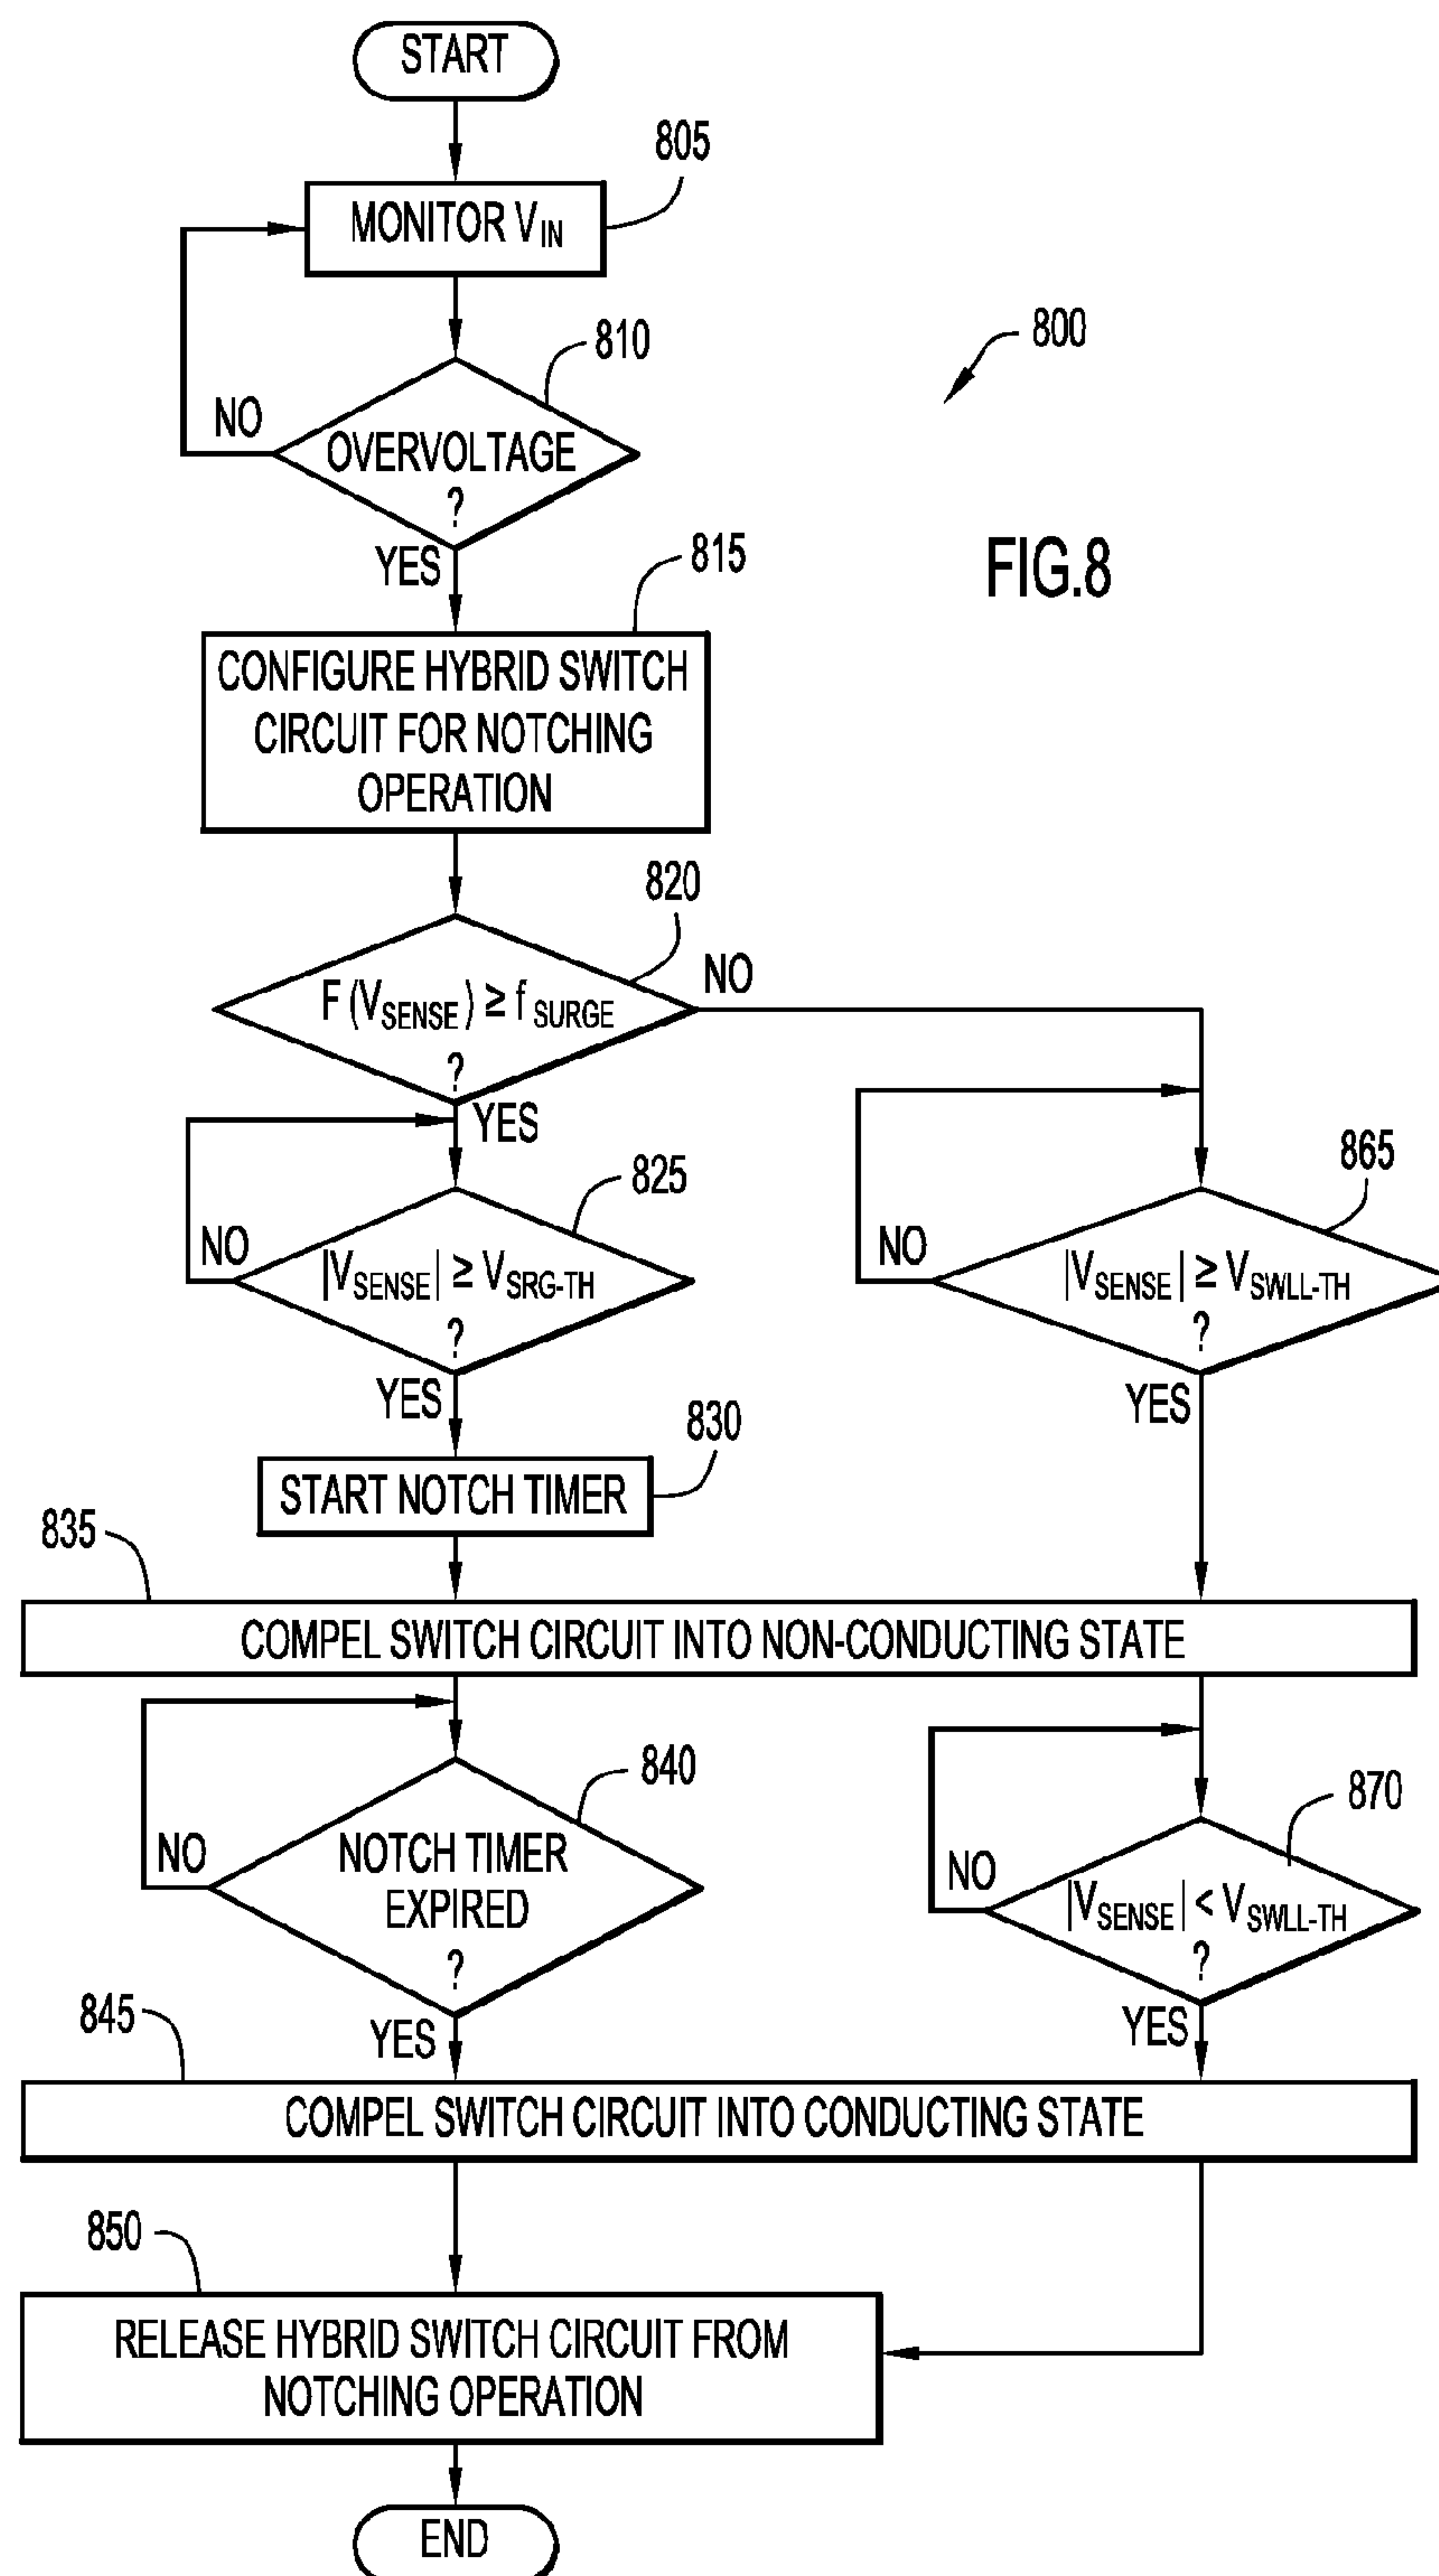 START
805
MONITOR VIN
800
810
NO
OVERVOLTAGE
?
YES
815
FIG.8
CONFIGURE HYBRID SWITCH
CIRCUIT FOR NOTCHING
OPERATION
820
F (VSENSE) ≥ fSURGE
?
NO
YES
825
865
NO
|VSENSE| ≥ VSRG-TH
?
NO
|VSENSE| ≥ VSWLL-TH
?
YES
YES
830
START NOTCH TIMER
835
COMPEL SWITCH CIRCUIT INTO NON-CONDUCTING STATE
840
870
NO
NOTCH TIMER
EXPIRED
?
NO
|VSENSE| < VSWLL-TH
?
YES
YES
845
COMPEL SWITCH CIRCUIT INTO CONDUCTING STATE
850
RELEASE HYBRID SWITCH CIRCUIT FROM
NOTCHING OPERATION
END